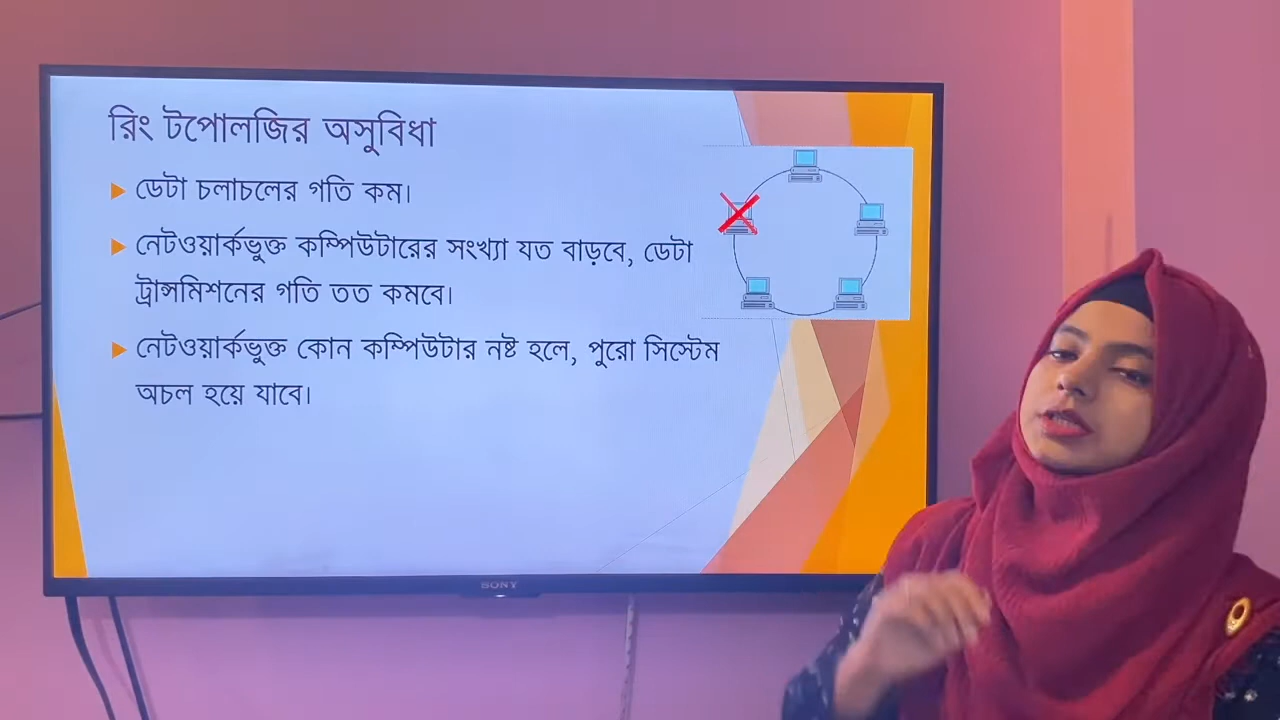 রিং টপোলজির অসুবিধা
ডেটা চলাচলের গতি কম।
নেটওয়ার্কভুক্ত কম্পিউটারের সংখ্যা যত বাড়বে, ডেটা
ট্রান্সমিশনের গতি তত কমবে।
নেটওয়ার্কভুক্ত কোন কম্পিউটার নষ্ট হলে, পুরো সিস্টেম
অচল হয়ে যাবে।
SONY